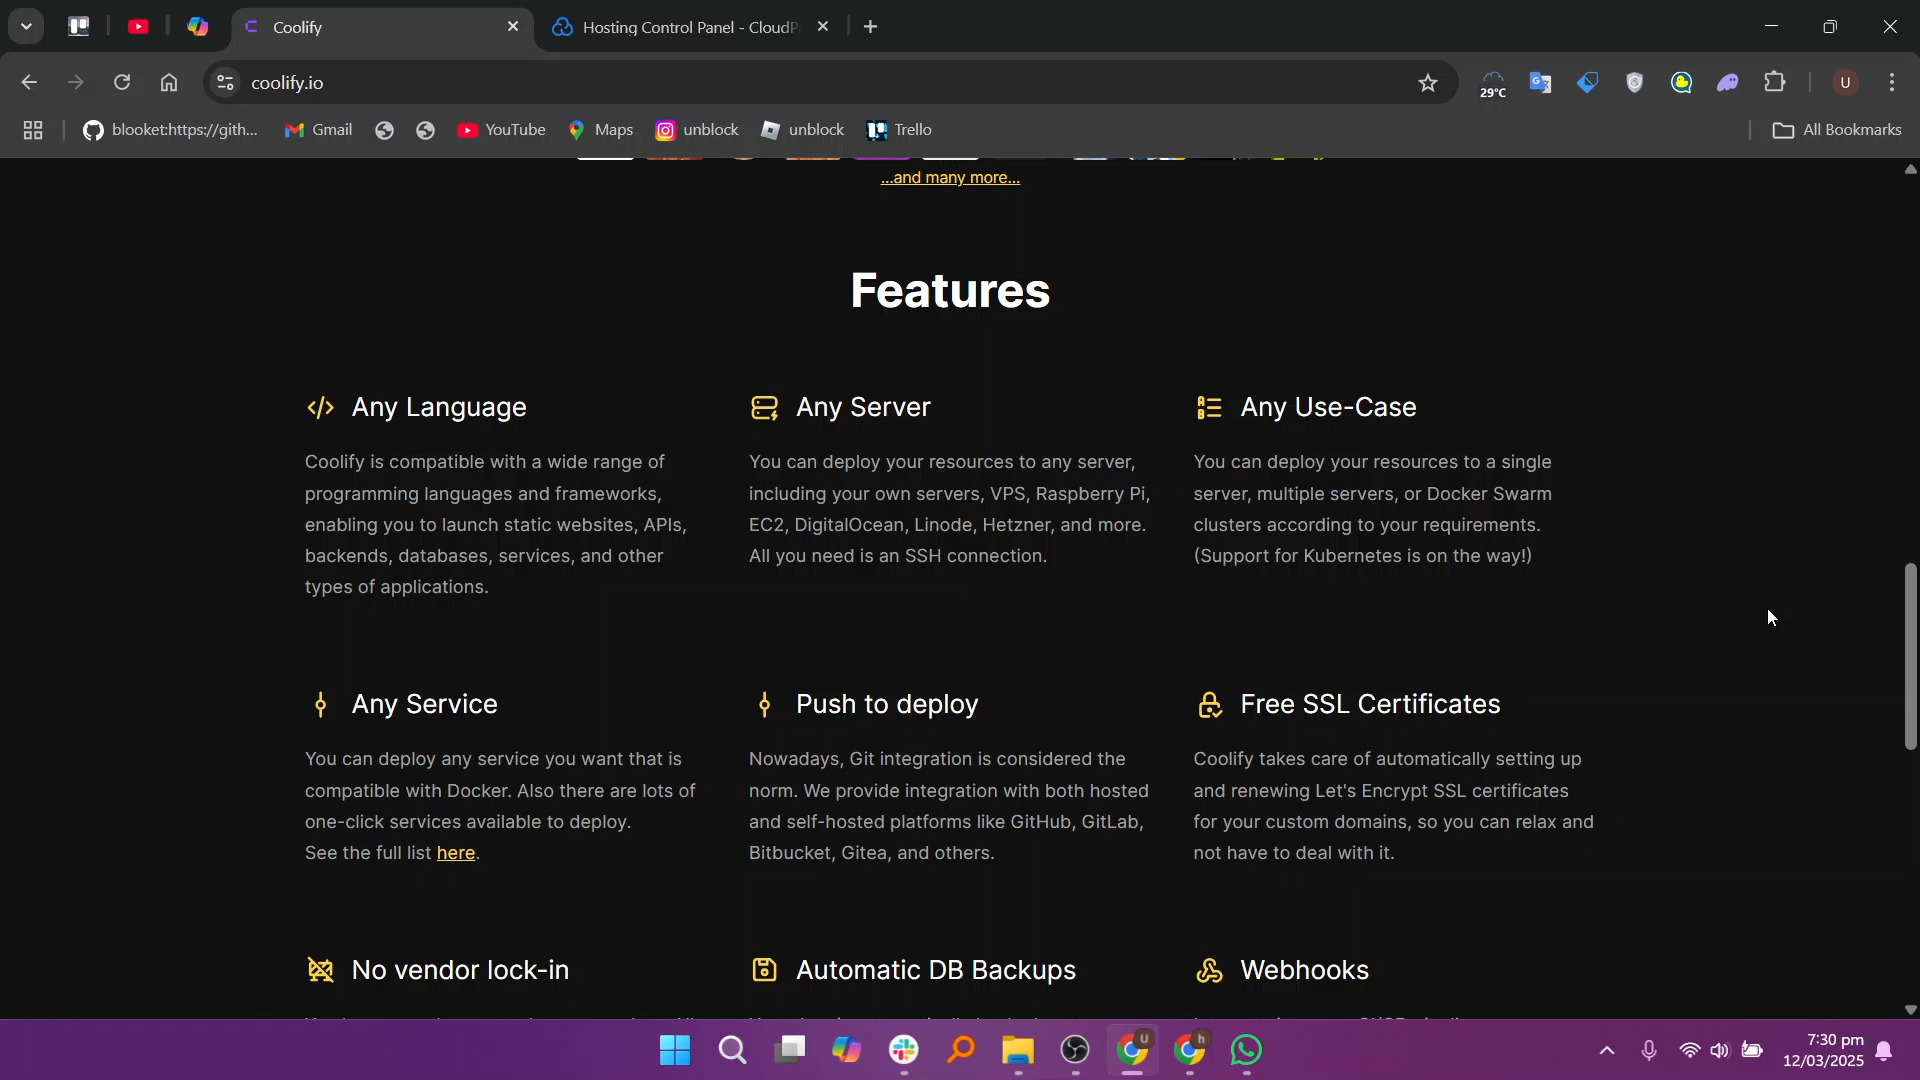 Coolify
Hosting Control Panel - CloudP
coolify.io
29°C
U
blooket:https://gith...
Gmail
YouTube
Maps
unblock
unblock
Trello
All Bookmarks
...and many more...
Features
Any Language
Coolify is compatible with a wide range of
programming languages and frameworks,
enabling you to launch static websites, APIs,
backends, databases, services, and other
types of applications.
Any Server
You can deploy your resources to any server,
including your own servers, VPS, Raspberry Pi,
EC2, DigitalOcean, Linode, Hetzner, and more.
All you need is an SSH connection.
Any Use-Case
You can deploy your resources to a single
server, multiple servers, or Docker Swarm
clusters according to your requirements.
(Support for Kubernetes is on the way!)
Any Service
You can deploy any service you want that is
compatible with Docker. Also there are lots of
one-click services available to deploy.
See the full list here.
Push to deploy
Nowadays, Git integration is considered the
norm. We provide integration with both hosted
and self-hosted platforms like GitHub, GitLab,
Bitbucket, Gitea, and others.
Free SSL Certificates
Coolify takes care of automatically setting up
and renewing Let's Encrypt SSL certificates
for your custom domains, so you can relax and
not have to deal with it.
No vendor lock-in
Automatic DB Backups
Webhooks
U
h
7:30 pm
12/03/2025